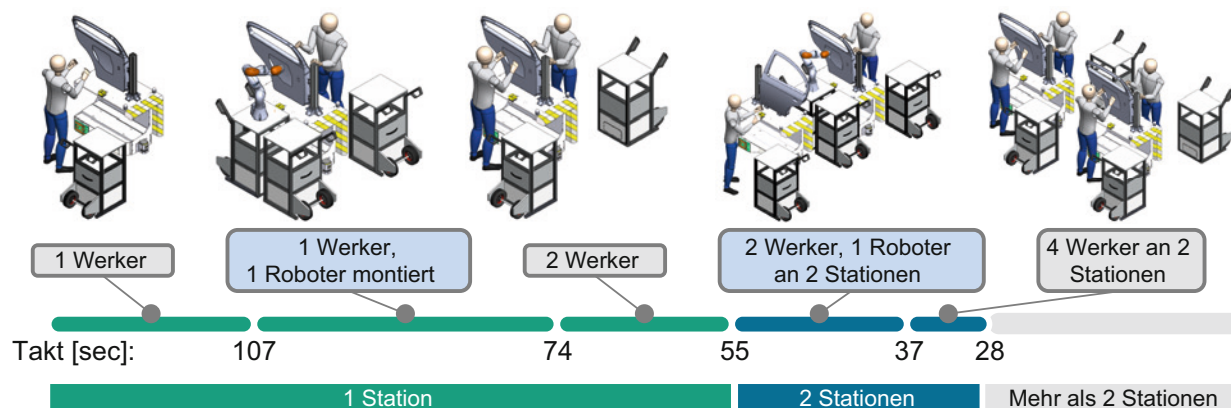 1 Werker
1 Werker,
1 Roboter montiert
2 Werker
2 Werker, 1 Roboter
an 2 Stationen
4 Werker an 2
Stationen
Takt [sec]: 107 74 55 37 28
1 Station 2 Stationen Mehr als 2 Stationen